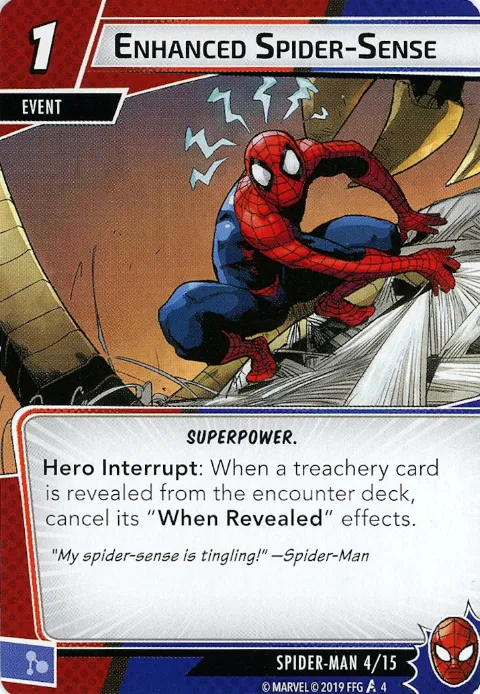 1
ENHANCED SPIDER-SENSE
EVENT
SUPERPOWER.
Hero Interrupt: When a treachery card
is revealed from the encounter deck,
cancel its “When Revealed” effects.
"My spider-sense is tingling!" —Spider-Man
SPIDER-MAN 4/15
© MARVEL © 2019 FFG 4